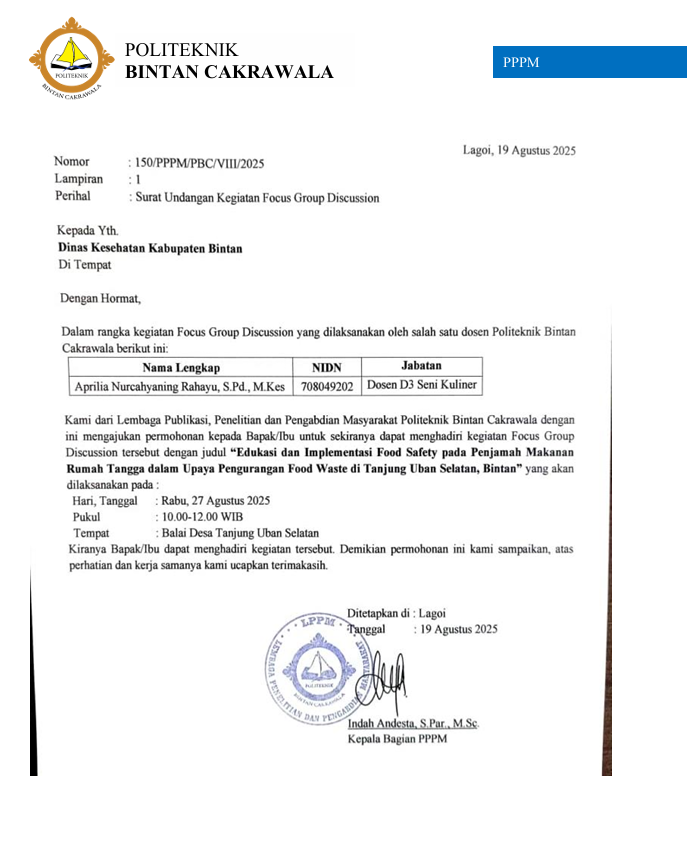 POLITEKNIK
BINTAN CAKRAWALA
POLITEKNIK
BINTAN CAKRAWALA
PPPM
Lagoi, 19 Agustus 2025
Nomor : 150/PPPM/PBC/VIII/2025
Lampiran : 1
Perihal : Surat Undangan Kegiatan Focus Group Discussion
Kepada Yth.
Dinas Kesehatan Kabupaten Bintan
Di Tempat
Dengan Hormat,
Dalam rangka kegiatan Focus Group Discussion yang dilaksanakan oleh salah satu dosen Politeknik Bintan
Cakrawala berikut ini:
Nama Lengkap NIDN Jabatan
Aprilia Nurcahyaning Rahayu, S.Pd., M.Kes 708049202 Dosen D3 Seni Kuliner
Kami dari Lembaga Publikasi, Penelitian dan Pengabdian Masyarakat Politeknik Bintan Cakrawala dengan
ini mengajukan permohonan kepada Bapak/Ibu untuk sekiranya dapat menghadiri kegiatan Focus Group
Discussion tersebut dengan judul “Edukasi dan Implementasi Food Safety pada Penjamah Makanan
Rumah Tangga dalam Upaya Pengurangan Food Waste di Tanjung Uban Selatan, Bintan” yang akan
dilaksanakan pada :
Hari, Tanggal : Rabu, 27 Agustus 2025
Pukul : 10.00-12.00 WIB
Tempat : Balai Desa Tanjung Uban Selatan
Kiranya Bapak/Ibu dapat menghadiri kegiatan tersebut. Demikian permohonan ini kami sampaikan, atas
perhatian dan kerja samanya kami ucapkan terimakasih.
Ditetapkan di : Lagoi
Tanggal : 19 Agustus 2025
LPPM
LEMBAGA PENELITIAN DAN PENGABDIAN MASYARAKAT
POLITEKNIK
BINTAN CAKRAWALA
Indah Andesta, S.Par., M.Sc.
Kepala Bagian PPPM